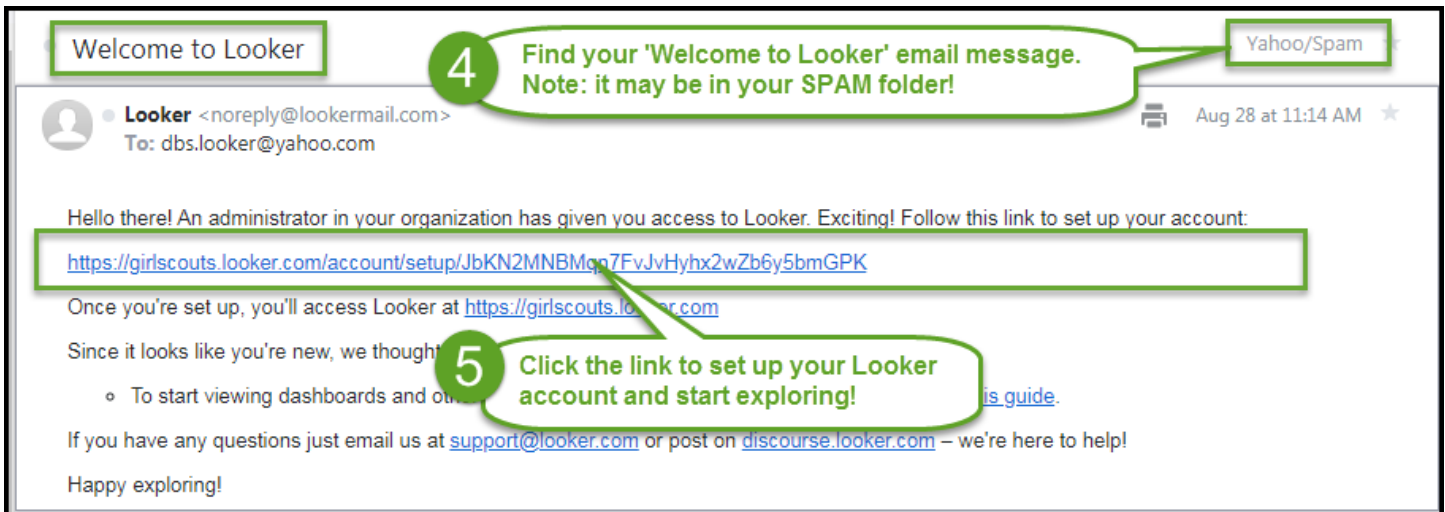 Welcome to Looker
4
Find your 'Welcome to Looker' email message.
Note: it may be in your SPAM folder!
Yahoo/Spam
Looker <noreply@lookermail.com>
Aug 28 at 11:14 AM
To: dbs.looker@yahoo.com
Hello there! An administrator in your organization has given you access to Looker. Exciting! Follow this link to set up your account:
https://girlscouts.looker.com/account/setup/JbKN2MNBMqp7FvJvHyhx2wZb6y5bmGPK
Once you're set up, you'll access Looker at https://girlscouts.looker.com
Since it looks like you're new, we thought
5
Click the link to set up your Looker
account and start exploring!
To start viewing dashboards and is guide.
If you have any questions just email us at support@looker.com or post on discourse.looker.com – we're here to help!
Happy exploring!